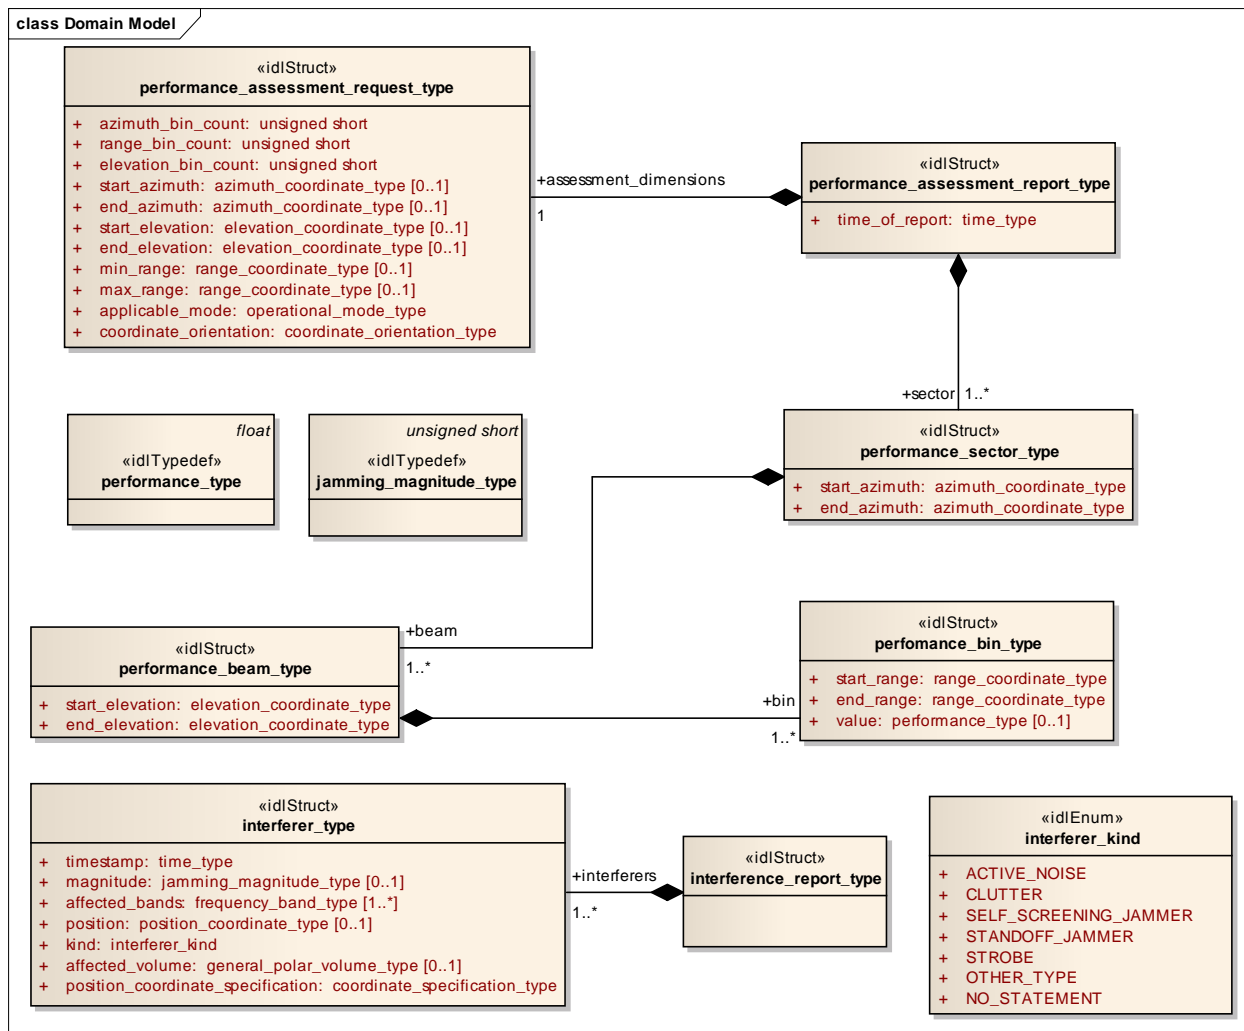 class Domain Model
«idlStruct»
performance_assessment_request_type
+ azimuth_bin_count: unsigned short
+ range_bin_count: unsigned short
+ elevation_bin_count: unsigned short
+ start_azimuth: azimuth_coordinate_type [0..1]
+ end_azimuth: azimuth_coordinate_type [0..1]
+ start_elevation: elevation_coordinate_type [0..1]
+ end_elevation: elevation_coordinate_type [0..1]
+ min_range: range_coordinate_type [0..1]
+ max_range: range_coordinate_type [0..1]
+ applicable_mode: operational_mode_type
+ coordinate_orientation: coordinate_orientation_type
+assessment_dimensions
1
«idlStruct»
performance_assessment_report_type
+ time_of_report: time_type
+sector 1..*
float
«idlTypedef»
performance_type
unsigned short
«idlTypedef»
jamming_magnitude_type
«idlStruct»
performance_sector_type
+ start_azimuth: azimuth_coordinate_type
+ end_azimuth: azimuth_coordinate_type
+beam
1..*
«idlStruct»
performance_beam_type
+ start_elevation: elevation_coordinate_type
+ end_elevation: elevation_coordinate_type
+bin
1..*
«idlStruct»
perfomance_bin_type
+ start_range: range_coordinate_type
+ end_range: range_coordinate_type
+ value: performance_type [0..1]
«idlStruct»
interferer_type
+ timestamp: time_type
+ magnitude: jamming_magnitude_type [0..1]
+ affected_bands: frequency_band_type [1..*]
+ position: position_coordinate_type [0..1]
+ kind: interferer_kind
+ affected_volume: general_polar_volume_type [0..1]
+ position_coordinate_specification: coordinate_specification_type
+interferers
1..*
«idlStruct»
interference_report_type
«idlEnum»
interferer_kind
+ ACTIVE_NOISE
+ CLUTTER
+ SELF_SCREENING_JAMMER
+ STANDOFF_JAMMER
+ STROBE
+ OTHER_TYPE
+ NO_STATEMENT